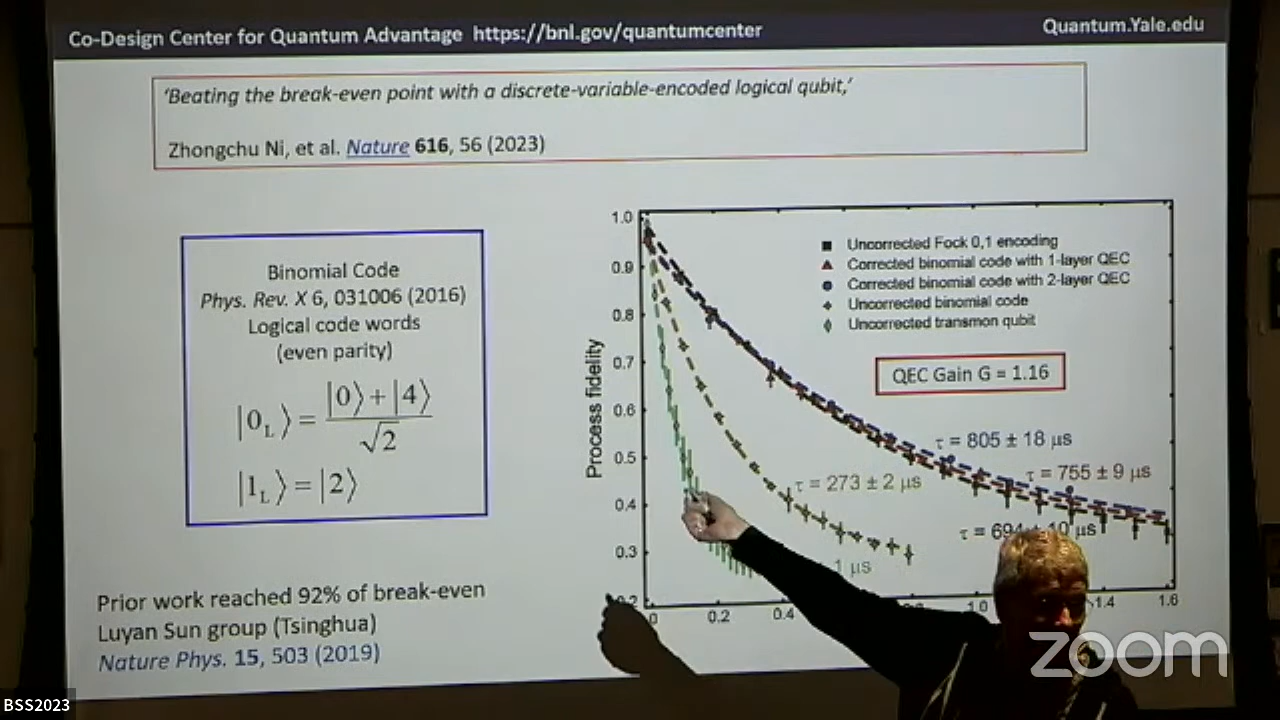 Co-Design Center for Quantum Advantage https://bnl.gov/quantumcenter
Quantum.Yale.edu
‘Beating the break-even point with a discrete-variable-encoded logical qubit,’
Zhongchu Ni, et al. Nature 616, 56 (2023)
Binomial Code
Phys. Rev. X 6, 031006 (2016)
Logical code words
(even parity)
|0L⟩ = |0⟩+|4⟩ / √2
|1L⟩ = |2⟩
Prior work reached 92% of break-even
Luyan Sun group (Tsinghua)
Nature Phys. 15, 503 (2019)
Process fidelity
1.0
0.9
0.8
0.7
0.6
0.5
0.4
0.3
0.2
Uncorrected Fock 0,1 encoding
Corrected binomial code with 1-layer QEC
Corrected binomial code with 2-layer QEC
Uncorrected binomial code
Uncorrected transmon qubit
QEC Gain G = 1.16
τ = 805 ± 18 μs
τ = 755 ± 9 μs
τ = 273 ± 2 μs
τ = 694 ± 10 μs
1 μs
0 0.2 0.4 1.0 1.4 1.6
zoom
BSS2023